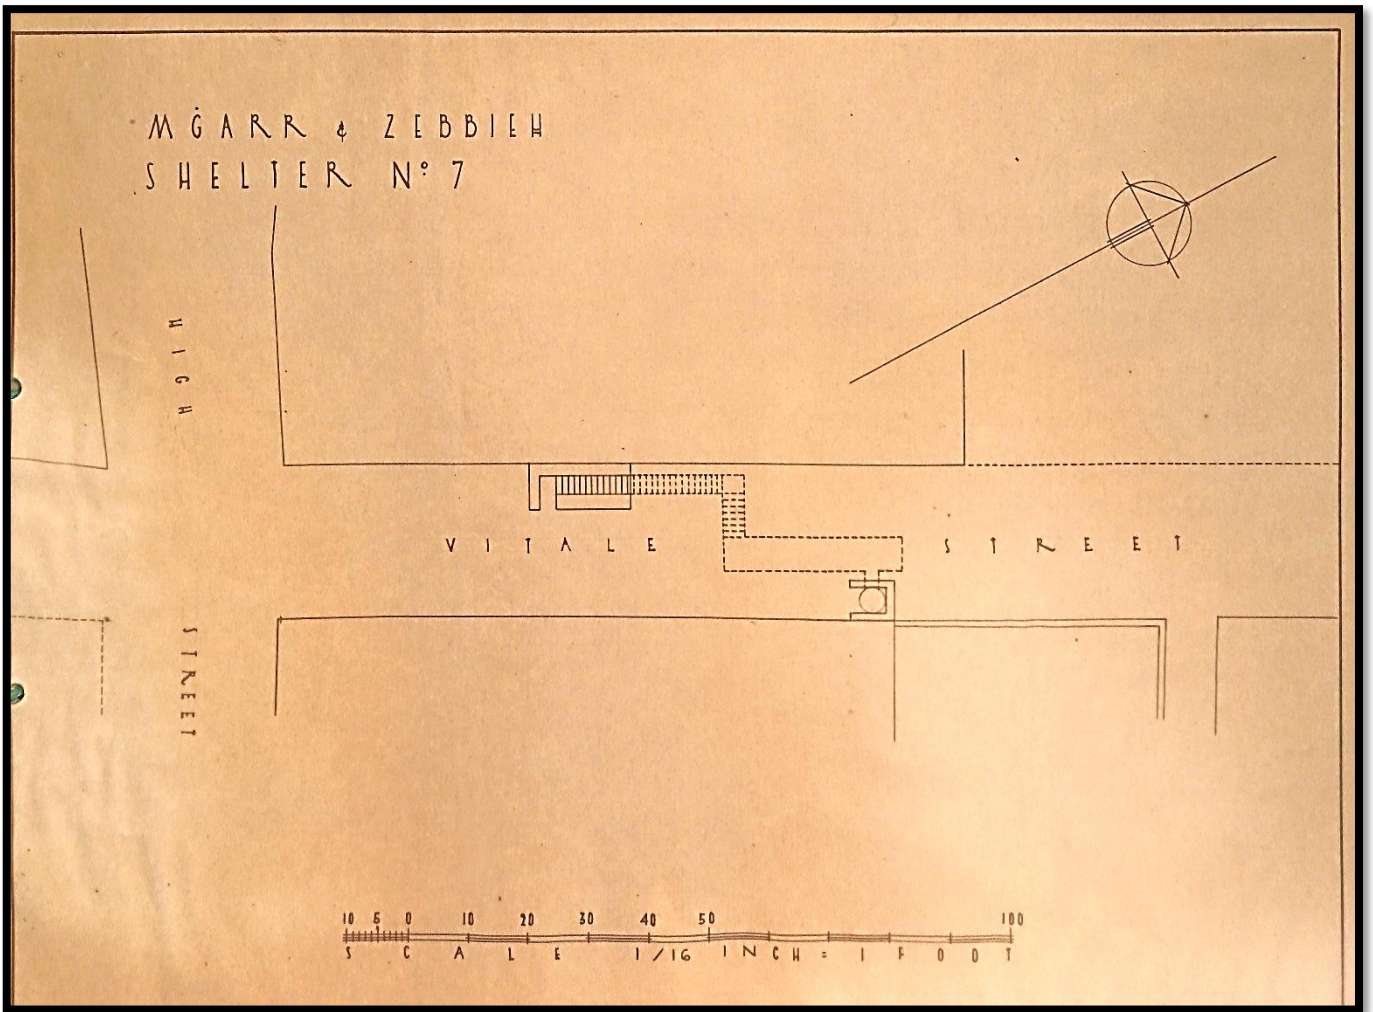 MĠARR & ZEBBIEH
SHELTER Nº 7
HIGH
STREET
VITALE STREET
10 5 0 10 20 30 40 50 100
SCALE 1/16 INCH = 1 FOOT